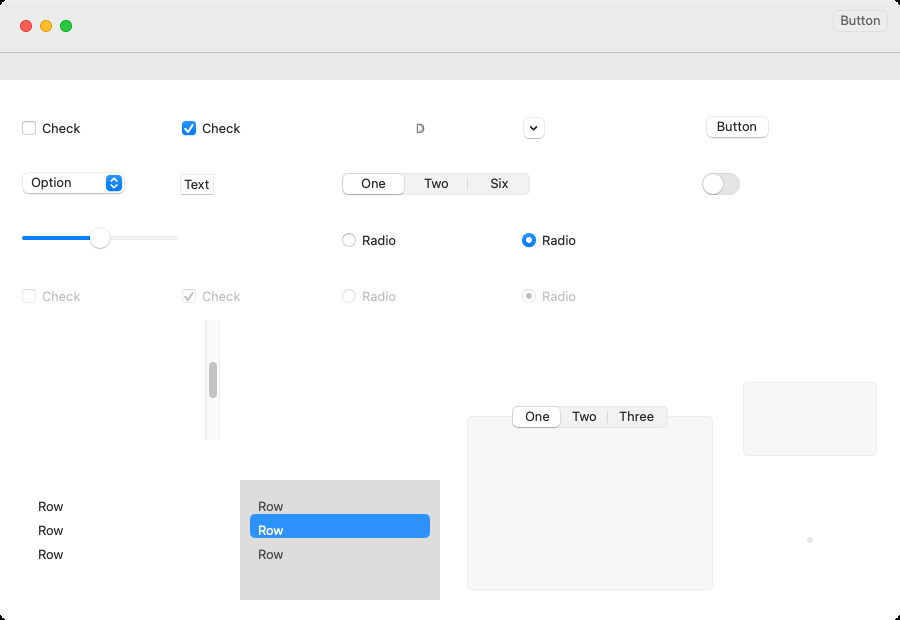 Button
Check
Check
D
Button
Option
Text
One Two Six
Radio
Radio
Check
Check
Radio
Radio
One Two Three
Row
Row
Row
Row
Row
Row